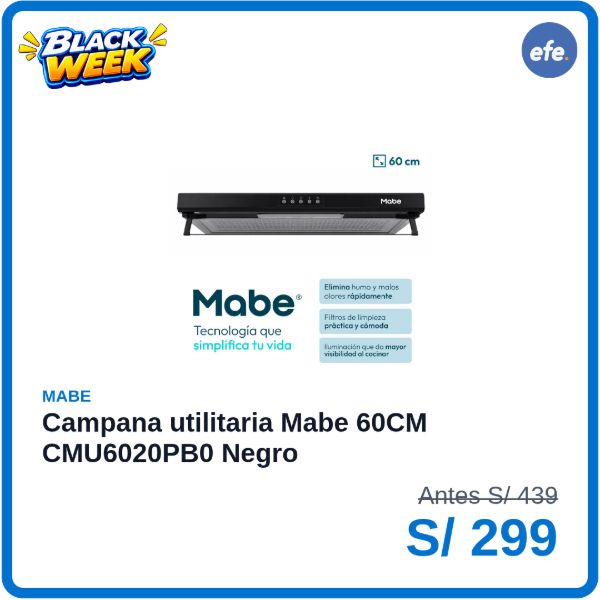 BLACK
WEEK
efe.
60 cm
Mabe
Mabe®
Tecnología que
simplifica tu vida
Elimina humo y malos
olores rápidamente
Filtros de limpieza
práctica y cómoda
Iluminación que da mayor
visibilidad al cocinar
MABE
Campana utilitaria Mabe 60CM
CMU6020PB0 Negro
Antes S/ 439
S/ 299